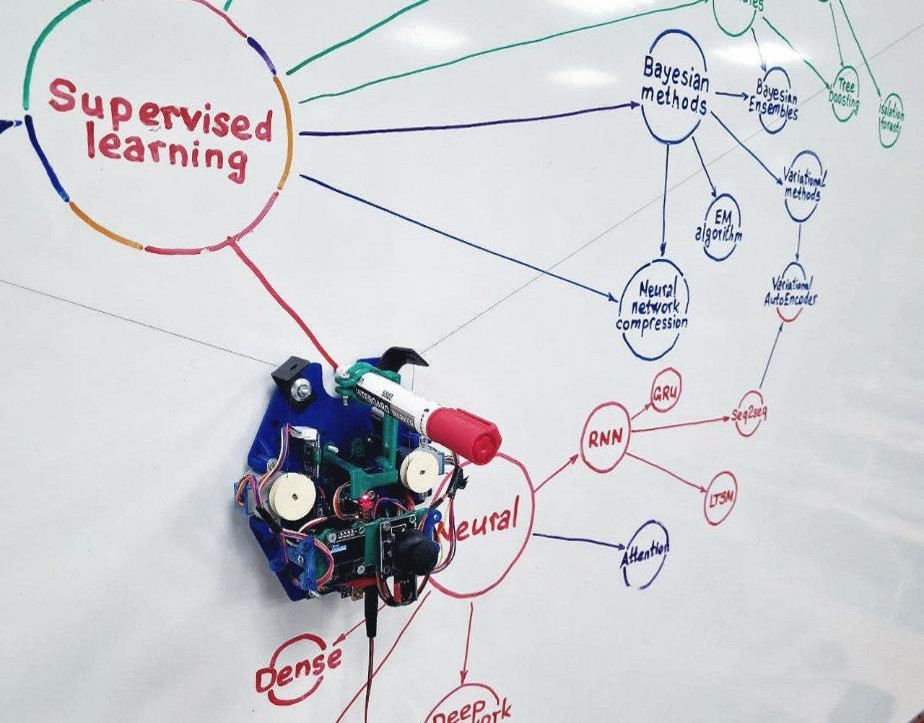 Supervised
learning
Bayesian
methods
Bayesian
Ensembles
Tree
boosting
Isolation
forest
Variational
methods
EM
algorithm
Neural
network
compression
Variational
AutoEncoder
GRU
RNN
Seq2seq
LTSM
Neural
Attention
Dense
Deep